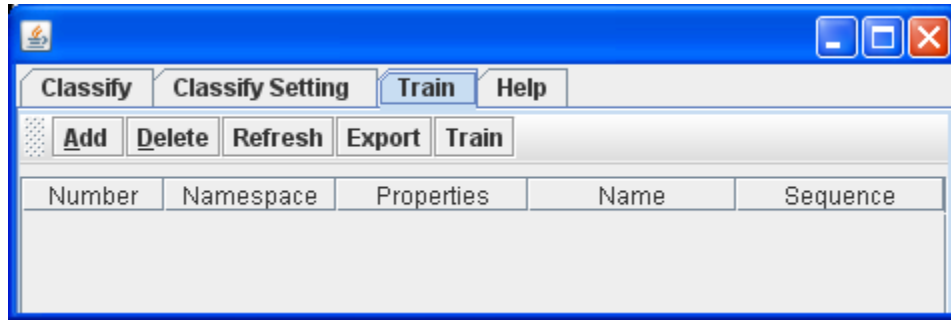 Classify Classify Setting Train Help
Add Delete Refresh Export Train
Number Namespace Properties Name Sequence